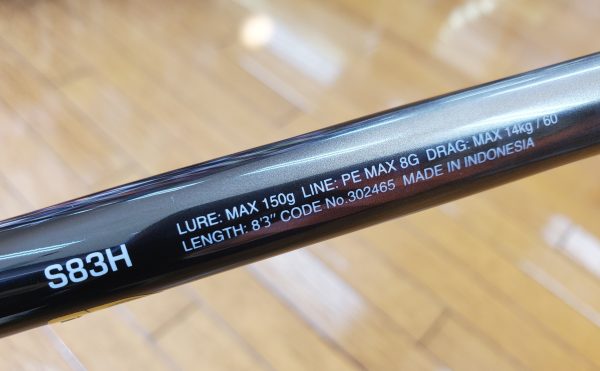 LURE: MAX 150g LINE: PE MAX 8G DRAG: MAX 14kg / 60
LENGTH: 8'3" CODE No.302465 MADE IN INDONESIA
S83H